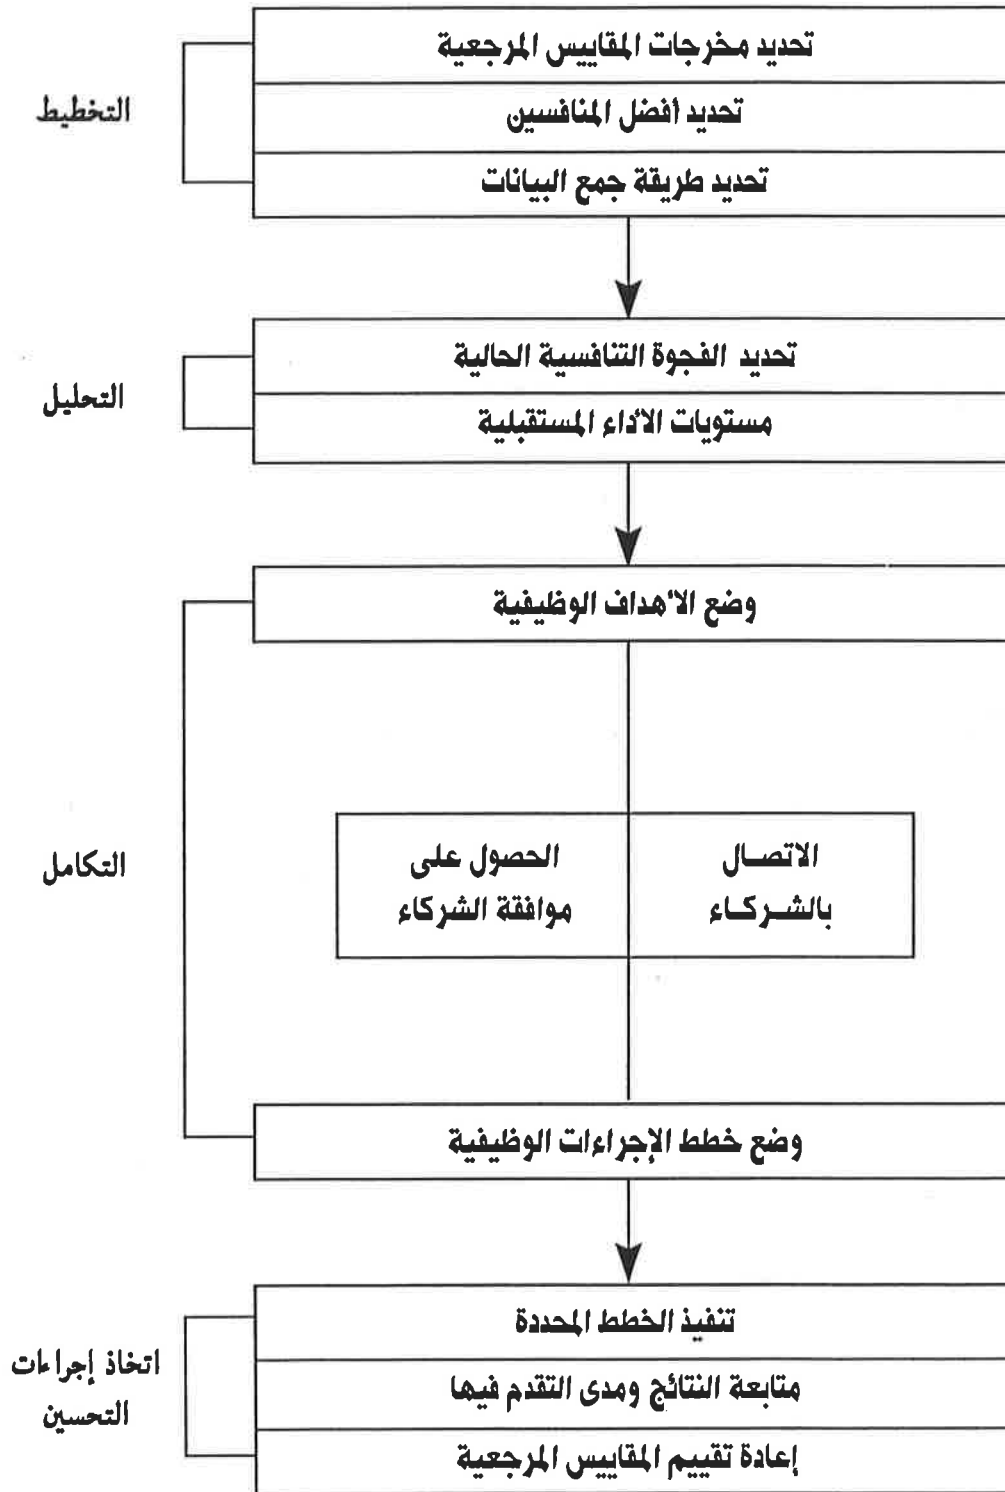 تحديد مخرجات المقاييس المرجعية
التخطيط
تحديد أفضل المنافسين
تحديد طريقة جمع البيانات
تحديد الفجوة التنافسية الحالية
التحليل
مستويات الأداء المستقبلية
وضع الأهداف الوظيفية
التكامل
الاتصال
بالشركاء
الحصول على
موافقة الشركاء
وضع خطط الإجراءات الوظيفية
تنفيذ الخطط المحددة
اتخاذ إجراءات
التحسين
متابعة النتائج ومدى التقدم فيها
إعادة تقييم المقاييس المرجعية